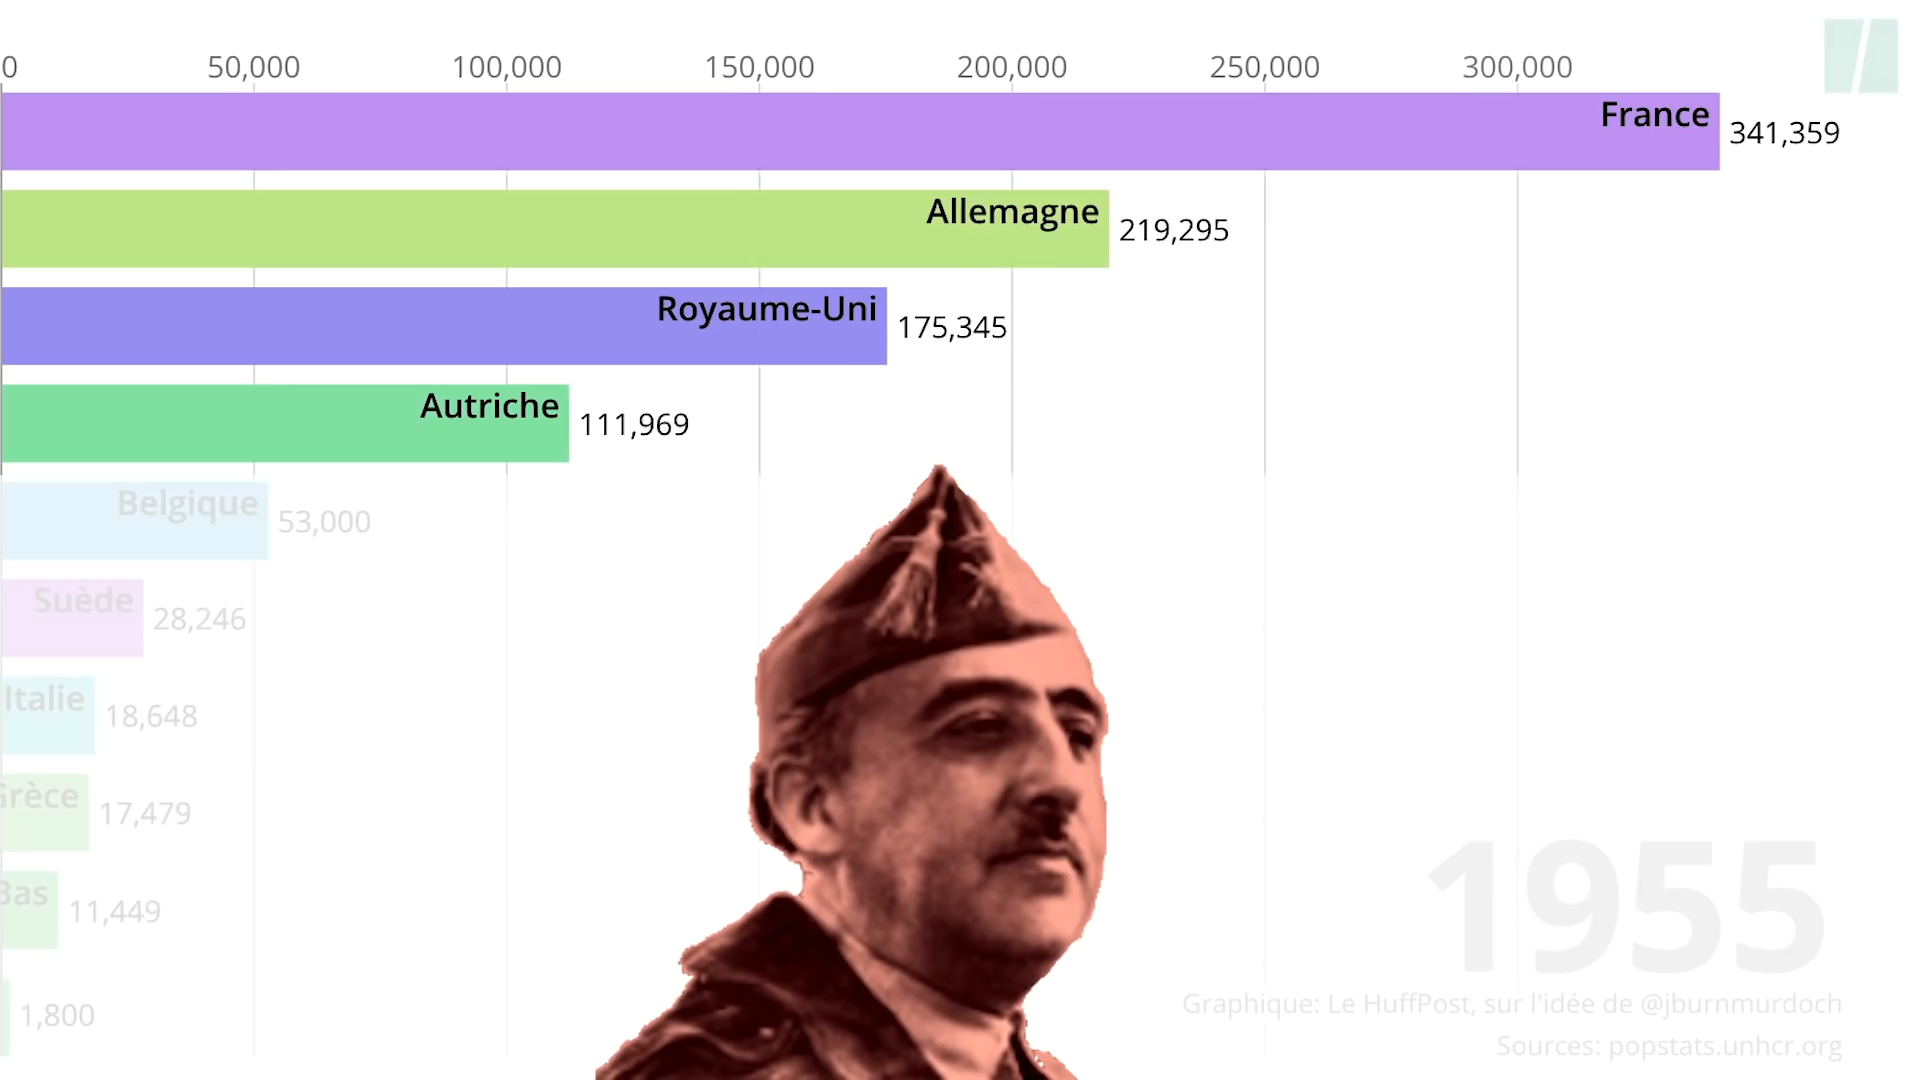 0 50,000 100,000 150,000 200,000 250,000 300,000
France 341,359
Allemagne 219,295
Royaume-Uni 175,345
Autriche 111,969
Belgique 53,000
Suède 28,246
Italie 18,648
Grèce 17,479
Bas 11,449
1,800
1955
Graphique: Le HuffPost, sur l'idée de @jburnmurdoch
Sources: popstats.unhcr.org